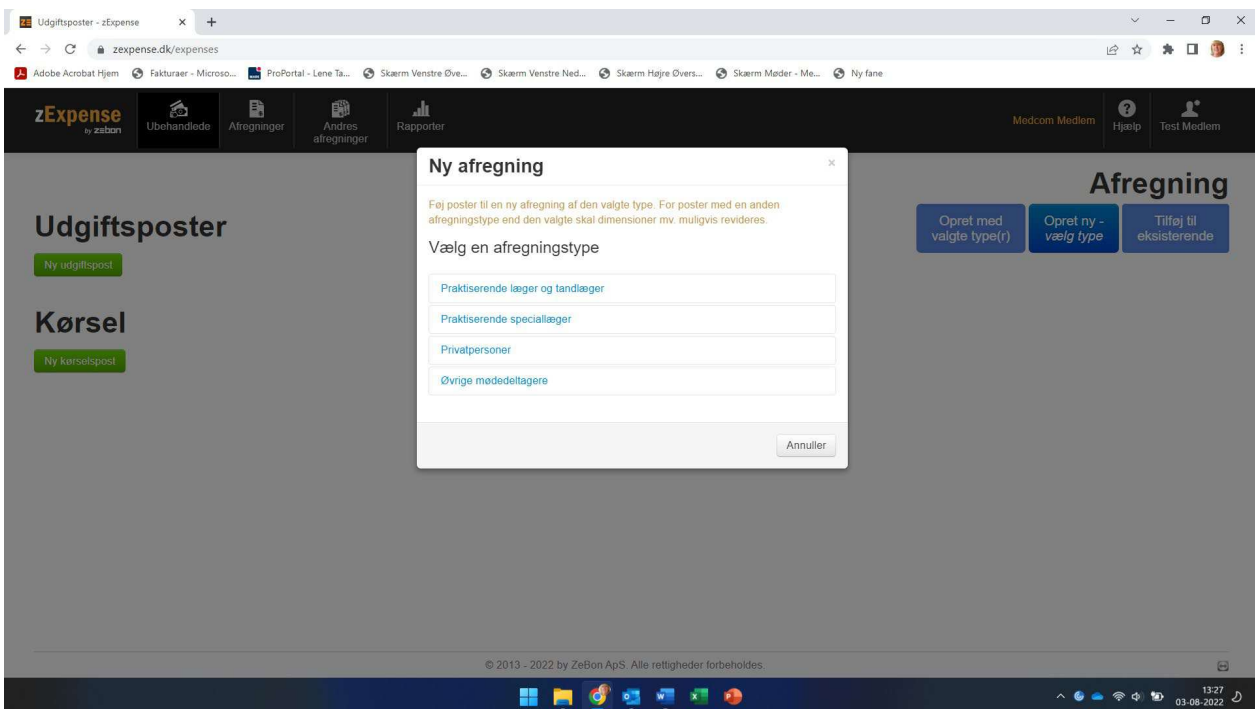 Udgiftsposter - zExpense
zexpense.dk/expenses
Adobe Acrobat Hjem Fakturaer - Microso... ProPortal - Lene Ta... Skærm Venstre Øve... Skærm Venstre Ned... Skærm Højre Øvers... Skærm Møder - Me... Ny fane
zExpense
by zebon
Ubehandlede
Afregninger
Andres
afregninger
Rapporter
Medcom Medlem
Hjælp
Test Medlem
Ny afregning
Føj poster til en ny afregning af den valgte type. For poster med en anden
afregningstype end den valgte skal dimensioner mv. muligvis revideres.
Vælg en afregningstype
Praktiserende læger og tandlæger
Praktiserende speciallæger
Privatpersoner
Øvrige mødedeltagere
Annuller
Udgiftsposter
Ny udgiftspost
Kørsel
Ny kørselspost
Afregning
Opret med
valgte type(r)
Opret ny -
vælg type
Tilføj til
eksisterende
© 2013 - 2022 by ZeBon ApS. Alle rettigheder forbeholdes.
13:27
03-08-2022